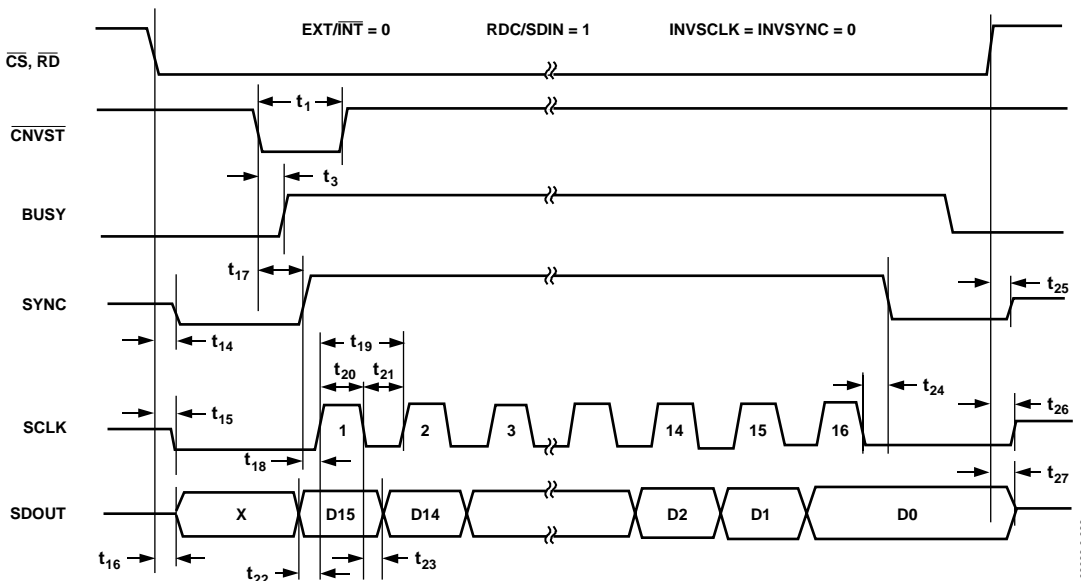 EXT/INT = 0 RDC/SDIN = 1 INVSCLK = INVSYNC = 0
CS, RD
t1
CNVST
t3
BUSY
t17
SYNC
t25
t14
t19
t20 t21
t24
t15
t26
SCLK
1 2 3 14 15 16
t18
t27
SDOUT
X D15 D14 D2 D1 D0
t16
t22
t23